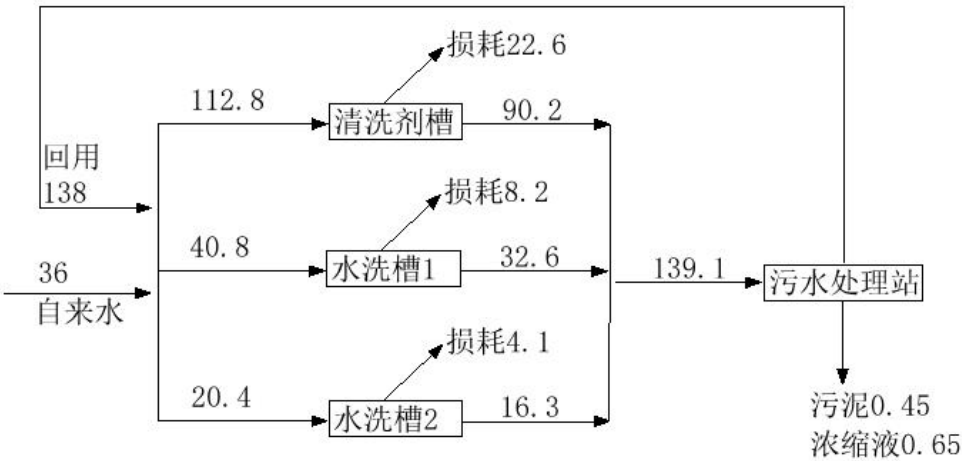 损耗22.6
112.8
清洗剂槽
90.2
回用
138
损耗8.2
40.8
水洗槽1
32.6
139.1
污水处理站
36
自来水
损耗4.1
20.4
水洗槽2
16.3
污泥0.45
浓缩液0.65